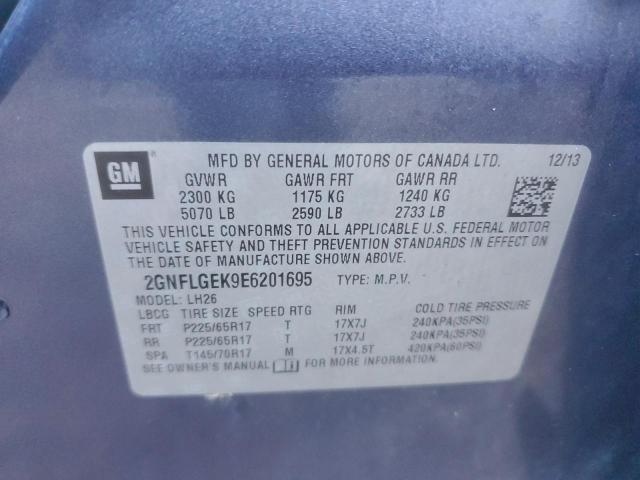 GM
MFD BY GENERAL MOTORS OF CANADA LTD. 12/13
GVWR GAWR FRT GAWR RR
2300 KG 1175 KG 1240 KG
5070 LB 2590 LB 2733 LB
THIS VEHICLE CONFORMS TO ALL APPLICABLE U.S. FEDERAL MOTOR
VEHICLE SAFETY AND THEFT PREVENTION STANDARDS IN EFFECT ON
THE DATE OF MANUFACTURE SHOWN ABOVE.
2GNFLGEK9E6201695 TYPE: M.P.V.
MODEL: LH26
LBCG TIRE SIZE SPEED RTG RIM COLD TIRE PRESSURE
FRT P225/65R17 T 17X7J 240KPA(35PSI)
RR P225/65R17 T 17X7J 240KPA(35PSI)
SPA T145/70R17 M 17X4.5T 420KPA(60PSI)
SEE OWNER'S MANUAL FOR MORE INFORMATION.